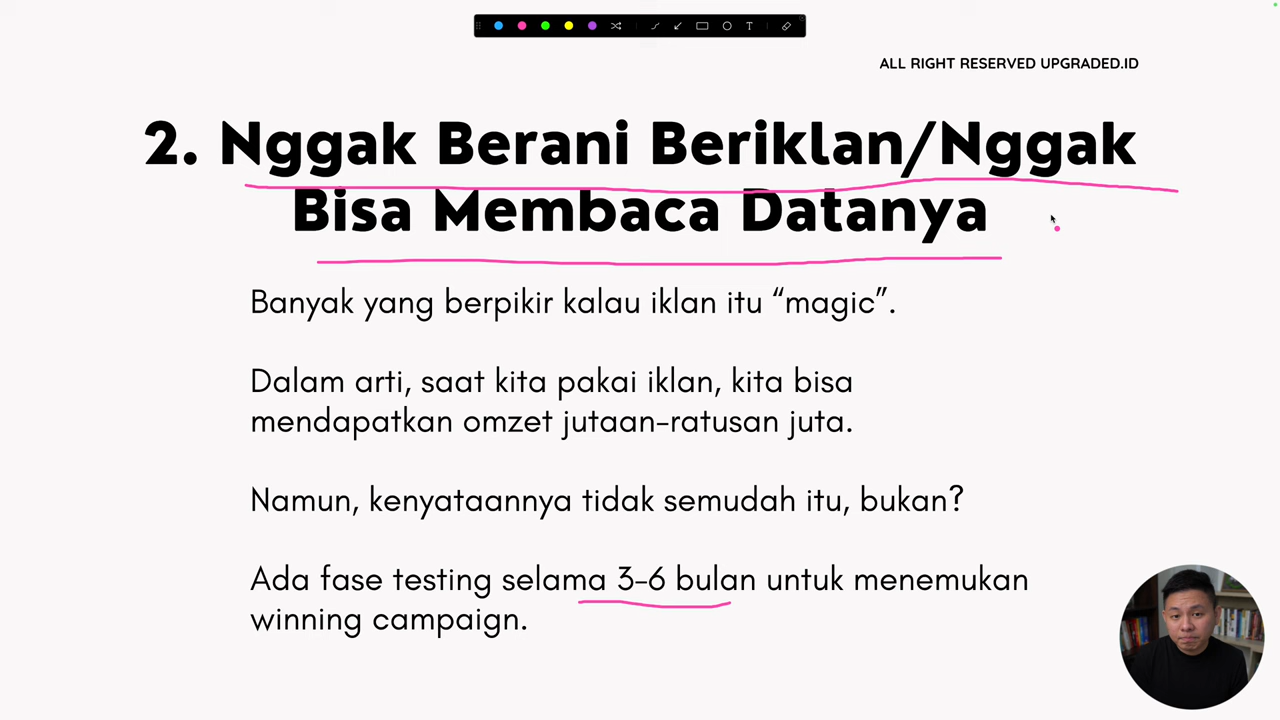 ALL RIGHT RESERVED UPGRADED.ID
2. Nggak Berani Beriklan/Nggak
Bisa Membaca Datanya
Banyak yang berpikir kalau iklan itu “magic”.
Dalam arti, saat kita pakai iklan, kita bisa
mendapatkan omzet jutaan-ratusan juta.
Namun, kenyataannya tidak semudah itu, bukan?
Ada fase testing selama 3-6 bulan untuk menemukan
winning campaign.